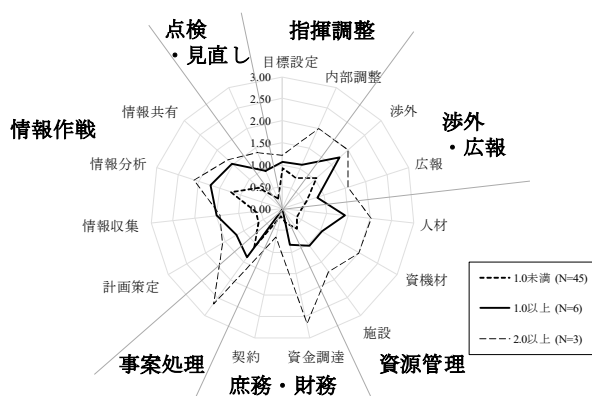 点検
・見直し
指揮調整
目標設定
内部調整
渉外
渉外
・広報
広報
人材
資機材
施設
資源管理
資金調達
契約
庶務・財務
事案処理
計画策定
情報収集
情報分析
情報作戦
情報共有
3.00
2.50
2.00
1.50
1.00
0.50
0.00
1.0未満 (N=45)
1.0以上 (N=6)
2.0以上 (N=3)